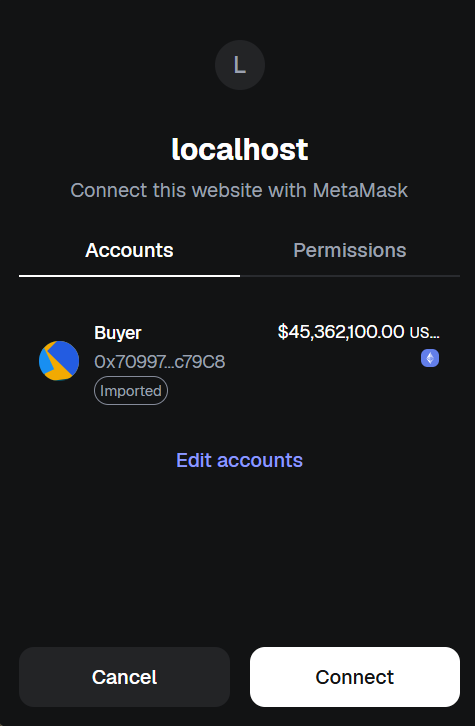 L
localhost
Connect this website with MetaMask
Accounts Permissions
Buyer $45,362,100.00 US...
0x70997...c79C8
Imported
Edit accounts
Cancel Connect